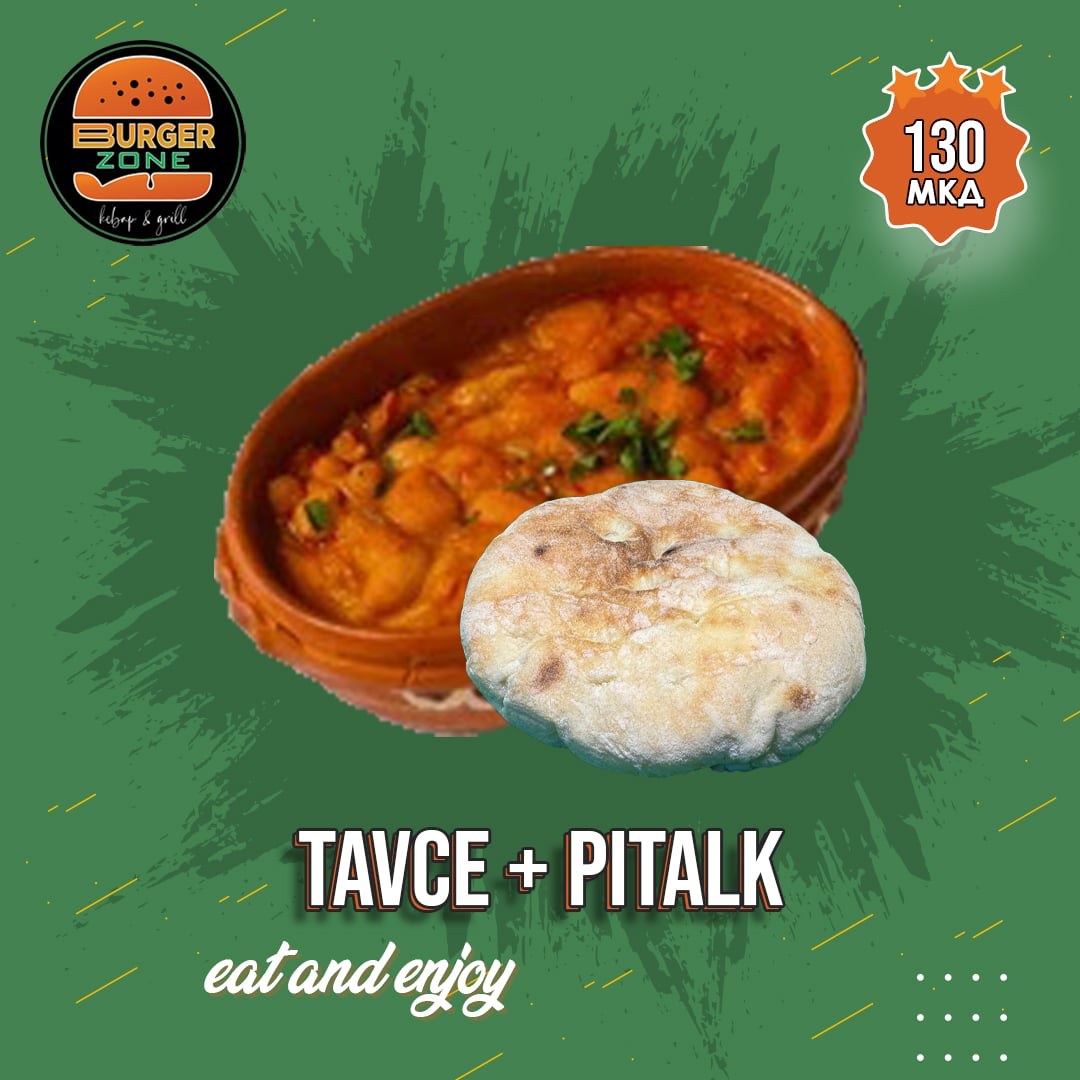 BURGER
ZONE
kebap & grill
130
МКД
TAVCE + PITALK
eat and enjoy